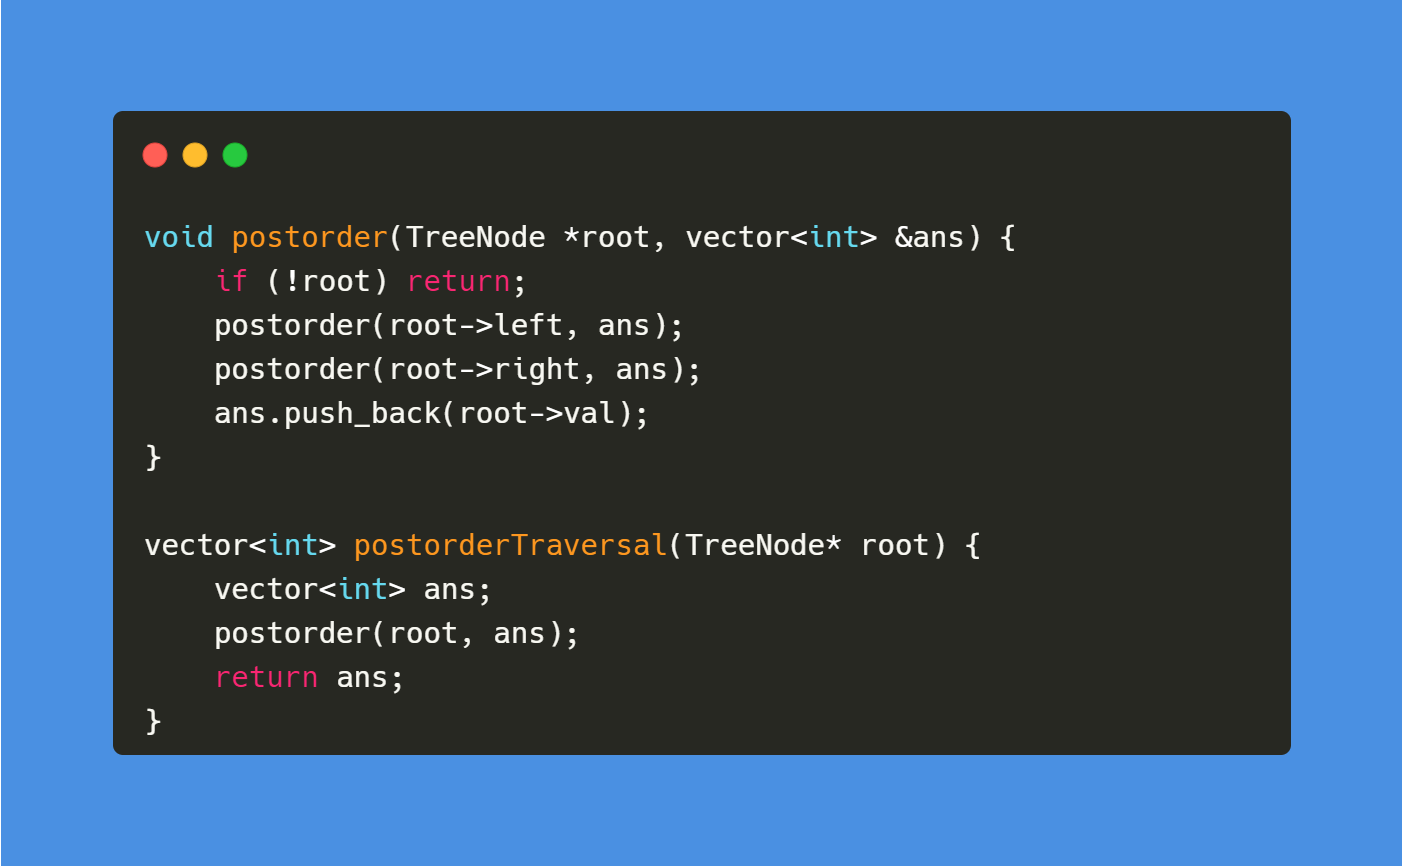 void postorder(TreeNode *root, vector<int> &ans) {
    if (!root) return;
    postorder(root->left, ans);
    postorder(root->right, ans);
    ans.push_back(root->val);
}

vector<int> postorderTraversal(TreeNode* root) {
    vector<int> ans;
    postorder(root, ans);
    return ans;
}